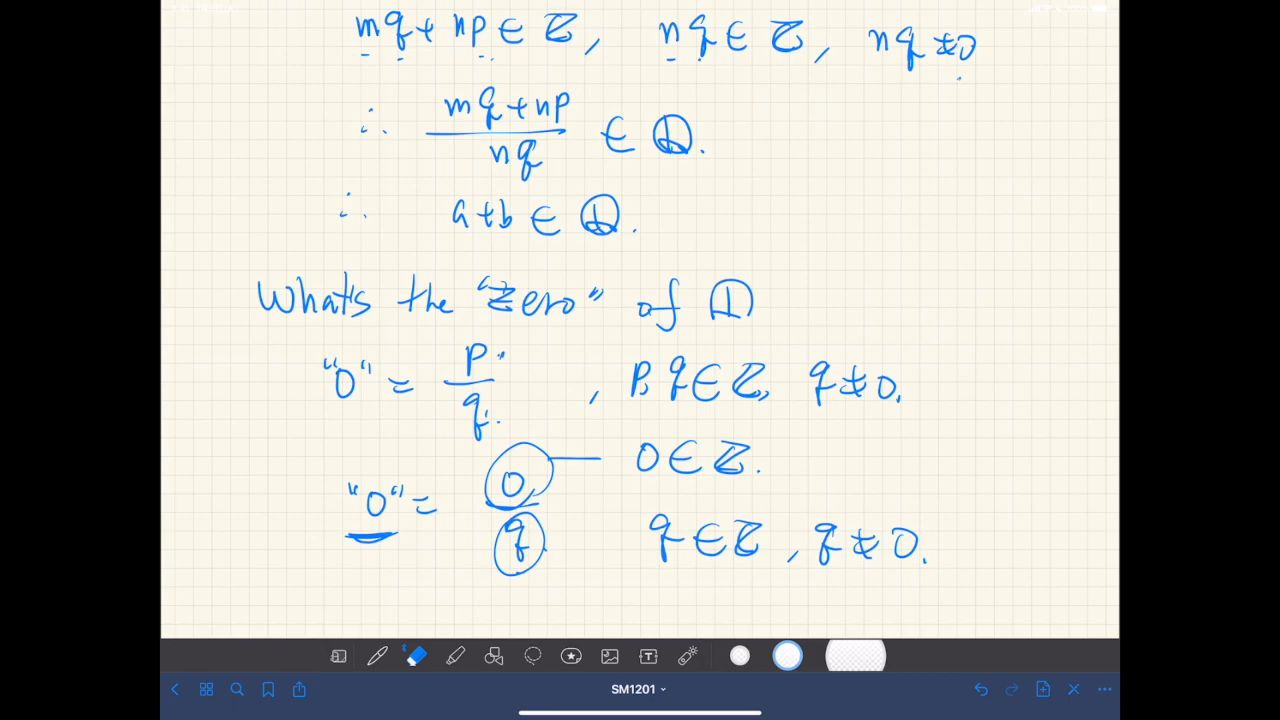 mq + np ∈ ℤ, nq ∈ ℤ, nq ≠ 0
∴ (mq + np)/(nq) ∈ ℚ.
∴ a+b ∈ ℚ.
What's the "zero" of ℚ
"0" = p/q, p, q ∈ ℤ, q ≠ 0.
0 ∈ ℤ.
"0" = 0/q q ∈ ℤ, q ≠ 0.
SM1201